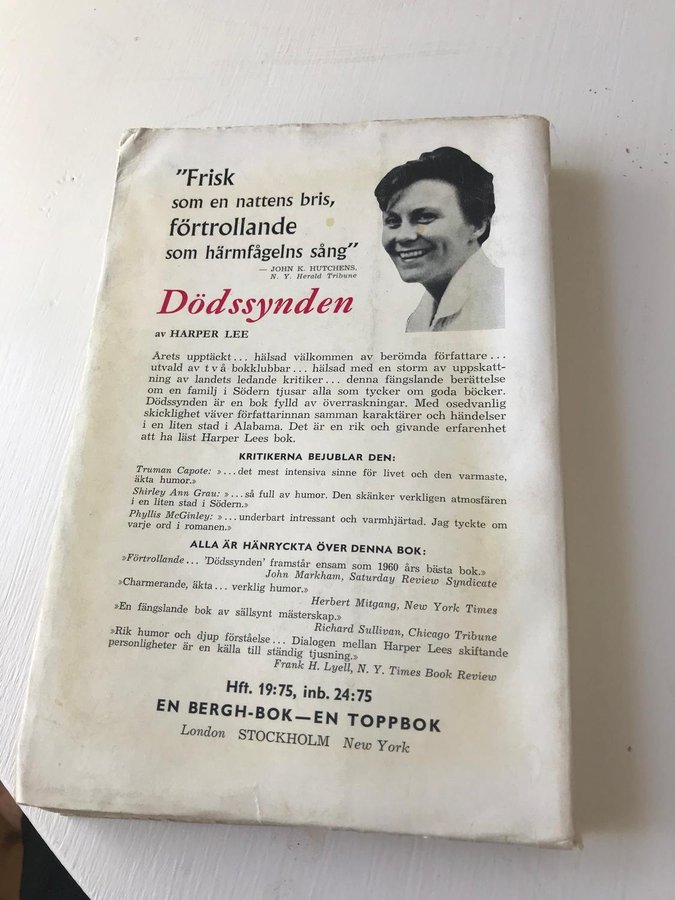 "Frisk
som en nattens bris,
förtrollande
som härmfågelns sång"
— JOHN K. HUTCHENS,
N. Y. Herald Tribune
Dödssynden
av HARPER LEE
Årets upptäckt... hälsad välkommen av berömda författare...
utvald av två bokklubbar... hälsad med en storm av uppskatt-
ning av landets ledande kritiker... denna fängslande berättelse
om en familj i Södern tjusar alla som tycker om goda böcker.
Dödssynden är en bok fylld av överraskningar. Med osedvanlig
skicklighet väver författarinnan samman karaktärer och händelser
i en liten stad i Alabama. Det är en rik och givande erfarenhet
att ha läst Harper Lees bok.
KRITIKERNA BEJUBLAR DEN:
Truman Capote: »...det mest intensiva sinne för livet och den varmaste,
äkta humor.»
Shirley Ann Grau: »...så full av humor. Den skänker verkligen atmosfären
i en liten stad i Södern.»
Phyllis McGinley: »...underbart intressant och varmhjärtad. Jag tyckte om
varje ord i romanen.»
ALLA ÄR HÄNRYCKTA ÖVER DENNA BOK:
»Förtrollande... 'Dödssynden' framstår ensam som 1960 års bästa bok.»
John Markham, Saturday Review Syndicate
»Charmerande, äkta... verklig humor.»
Herbert Mitgang, New York Times
»En fängslande bok av sällsynt mästerskap.»
Richard Sullivan, Chicago Tribune
»Rik humor och djup förståelse... Dialogen mellan Harper Lees skiftande
personligheter är en källa till ständig tjusning.»
Frank H. Lyell, N. Y. Times Book Review
Hft. 19:75, inb. 24:75
EN BERGH-BOK—EN TOPPBOK
London STOCKHOLM New York